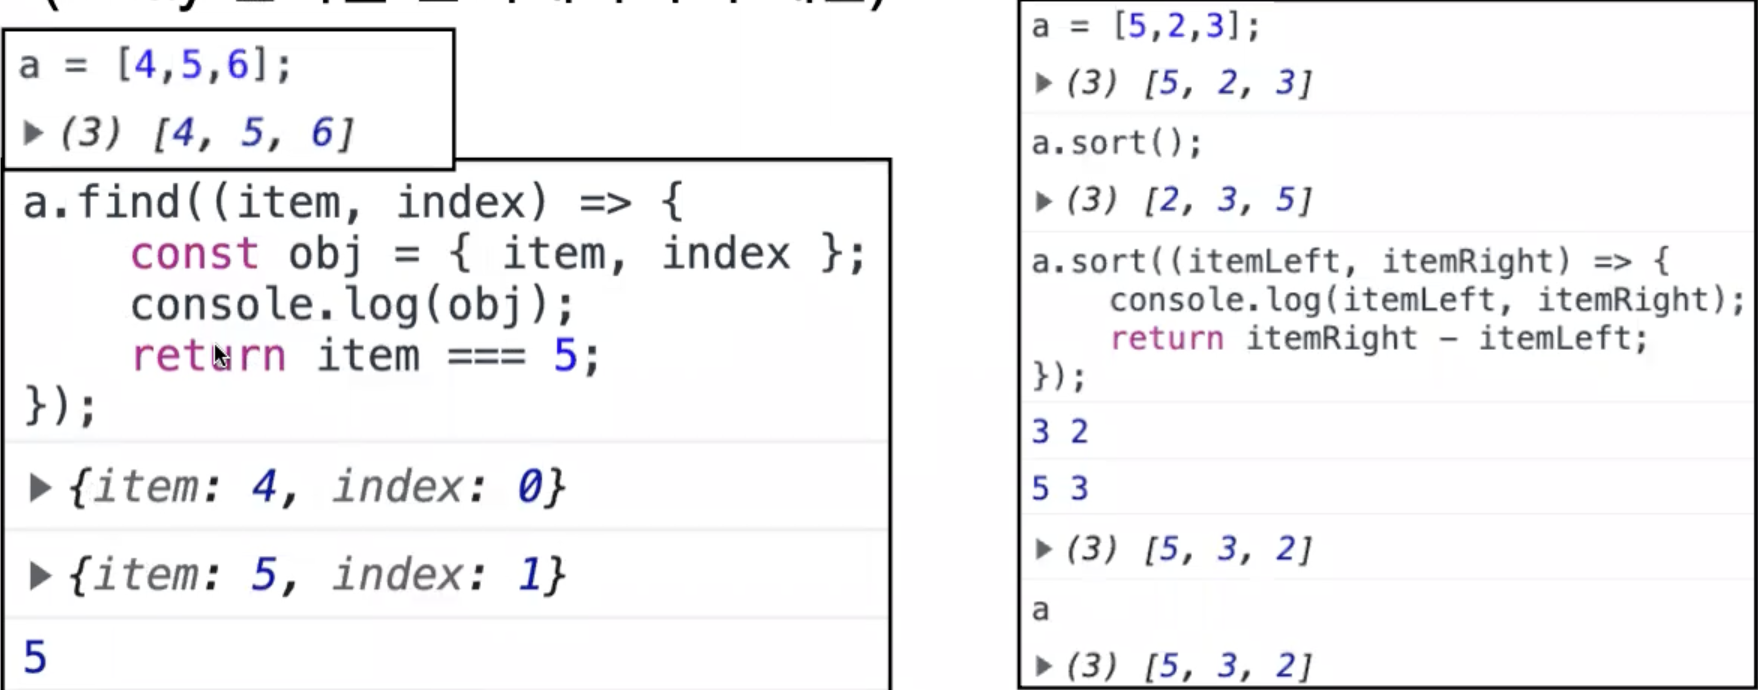 a = [4,5,6];
▶ (3) [4, 5, 6]
a.find((item, index) => {
    const obj = { item, index };
    console.log(obj);
    return item === 5;
});
▶ {item: 4, index: 0}
▶ {item: 5, index: 1}
5
a = [5,2,3];
▶ (3) [5, 2, 3]
a.sort();
▶ (3) [2, 3, 5]
a.sort((itemLeft, itemRight) => {
    console.log(itemLeft, itemRight);
    return itemRight - itemLeft;
});
3 2
5 3
▶ (3) [5, 3, 2]
a
▶ (3) [5, 3, 2]